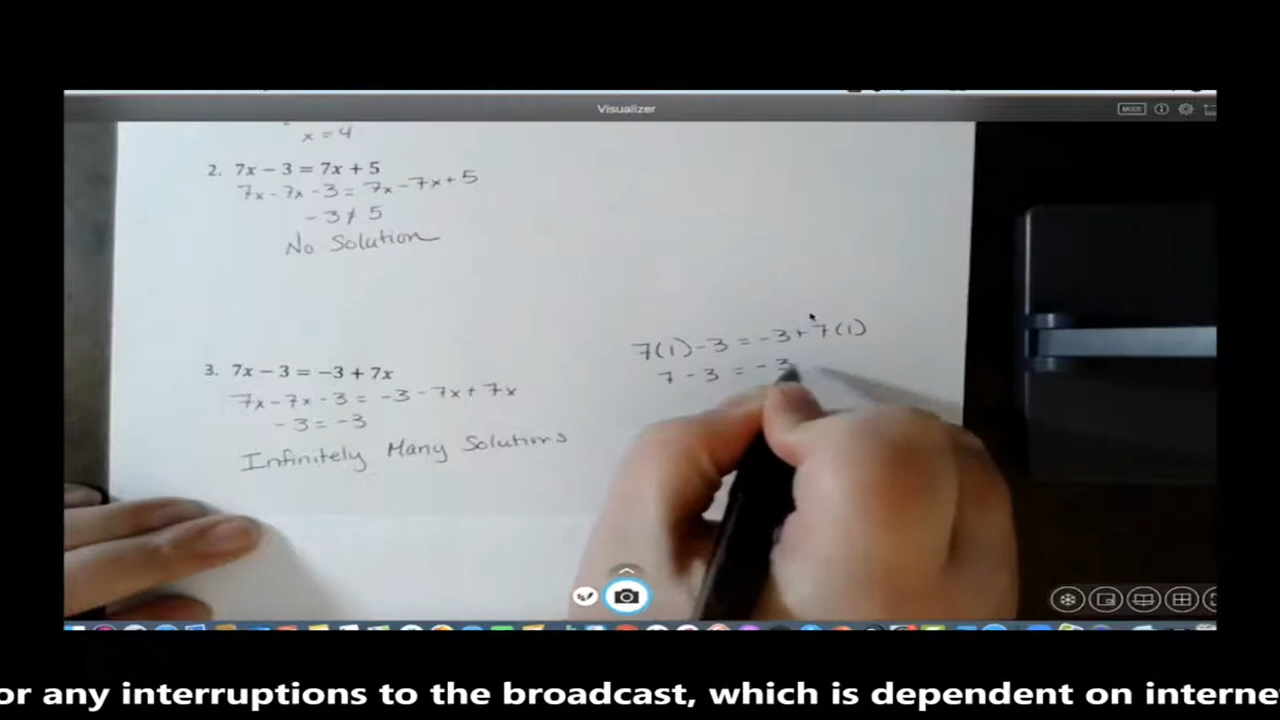 Visualizer
MODE
x = 4
2. 7x − 3 = 7x + 5
7x - 7x - 3 = 7x - 7x + 5
- 3 ≠ 5
No Solution
7(1) - 3 = -3 + 7(1)
7 - 3 = -3
3. 7x − 3 = −3 + 7x
7x - 7x - 3 = -3 - 7x + 7x
- 3 = -3
Infinitely Many Solutions
or any interruptions to the broadcast, which is dependent on interne